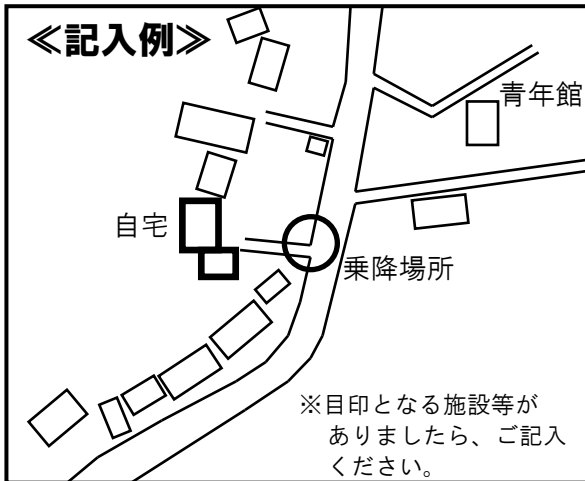 ≪記入例≫
青年館
自宅
乗降場所
※目印となる施設等が
ありましたら、ご記入
ください。